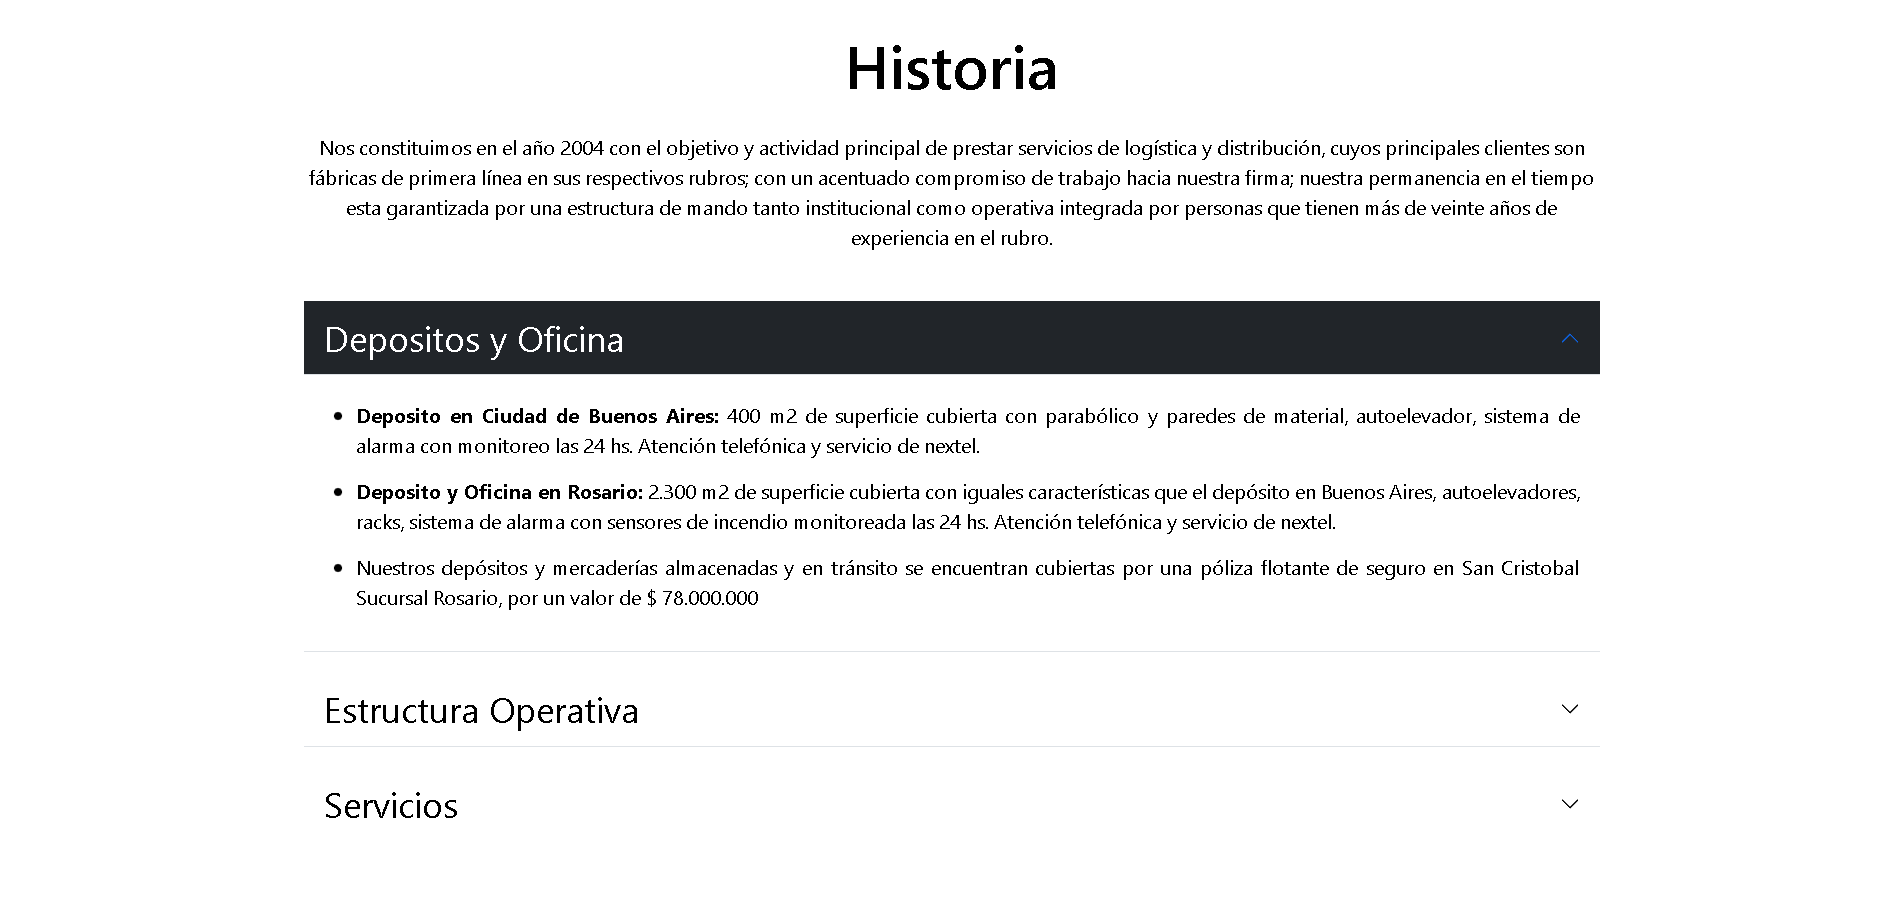 Historia
Nos constituimos en el año 2004 con el objetivo y actividad principal de prestar servicios de logística y distribución, cuyos principales clientes son
fábricas de primera línea en sus respectivos rubros; con un acentuado compromiso de trabajo hacia nuestra firma; nuestra permanencia en el tiempo
esta garantizada por una estructura de mando tanto institucional como operativa integrada por personas que tienen más de veinte años de
experiencia en el rubro.
Depositos y Oficina
• Deposito en Ciudad de Buenos Aires: 400 m2 de superficie cubierta con parabólico y paredes de material, autoelevador, sistema de
alarma con monitoreo las 24 hs. Atención telefónica y servicio de nextel.
• Deposito y Oficina en Rosario: 2.300 m2 de superficie cubierta con iguales características que el depósito en Buenos Aires, autoelevadores,
racks, sistema de alarma con sensores de incendio monitoreada las 24 hs. Atención telefónica y servicio de nextel.
• Nuestros depósitos y mercaderías almacenadas y en tránsito se encuentran cubiertas por una póliza flotante de seguro en San Cristobal
Sucursal Rosario, por un valor de $ 78.000.000
Estructura Operativa
Servicios